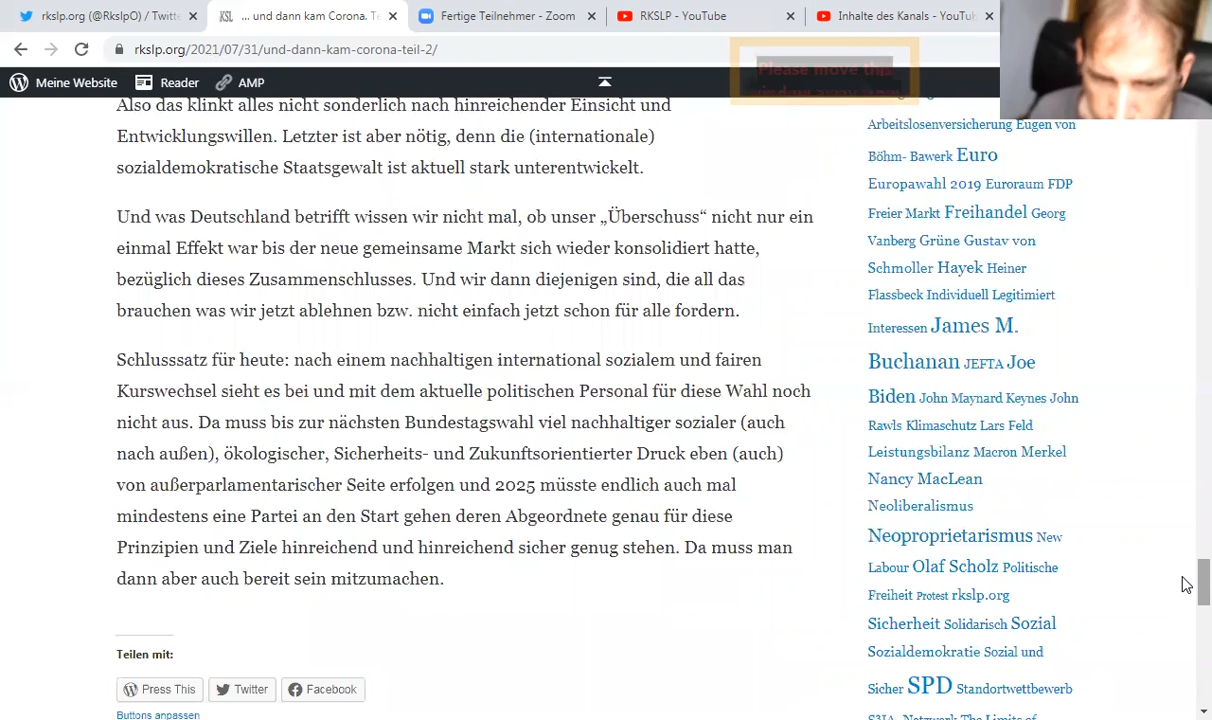 rkslp.org (@RkslpO) / Twitte
... und dann kam Corona. Te
Fertige Teilnehmer - Zoom
RKSLP - YouTube
Inhalte des Kanals - YouTu
rkslp.org/2021/07/31/und-dann-kam-corona-teil-2/
Please move this
window away from
Meine Website
Reader
AMP
Also das klinkt alles nicht sonderlich nach hinreichender Einsicht und
Entwicklungswillen. Letzter ist aber nötig, denn die (internationale)
sozialdemokratische Staatsgewalt ist aktuell stark unterentwickelt.
Und was Deutschland betrifft wissen wir nicht mal, ob unser „Überschuss“ nicht nur ein
einmal Effekt war bis der neue gemeinsame Markt sich wieder konsolidiert hatte,
bezüglich dieses Zusammenschlusses. Und wir dann diejenigen sind, die all das
brauchen was wir jetzt ablehnen bzw. nicht einfach jetzt schon für alle fordern.
Schlusssatz für heute: nach einem nachhaltigen international sozialem und fairen
Kurswechsel sieht es bei und mit dem aktuelle politischen Personal für diese Wahl noch
nicht aus. Da muss bis zur nächsten Bundestagswahl viel nachhaltiger sozialer (auch
nach außen), ökologischer, Sicherheits- und Zukunftsorientierter Druck eben (auch)
von außerparlamentarischer Seite erfolgen und 2025 müsste endlich auch mal
mindestens eine Partei an den Start gehen deren Abgeordnete genau für diese
Prinzipien und Ziele hinreichend und hinreichend sicher genug stehen. Da muss man
dann aber auch bereit sein mitzumachen.
Teilen mit:
Press This
Twitter
Facebook
Buttons anpassen
Arbeitslosenversicherung Eugen von
Böhm- Bawerk Euro
Europawahl 2019 Euroraum FDP
Freier Markt Freihandel Georg
Vanberg Grüne Gustav von
Schmoller Hayek Heiner
Flassbeck Individuell Legitimiert
Interessen James M.
Buchanan JEFTA Joe
Biden John Maynard Keynes John
Rawls Klimaschutz Lars Feld
Leistungsbilanz Macron Merkel
Nancy MacLean
Neoliberalismus
Neoproprietarismus New
Labour Olaf Scholz Politische
Freiheit Protest rkslp.org
Sicherheit Solidarisch Sozial
Sozialdemokratie Sozial und
Sicher SPD Standortwettbewerb
S3JA- Netzwerk The Limits of